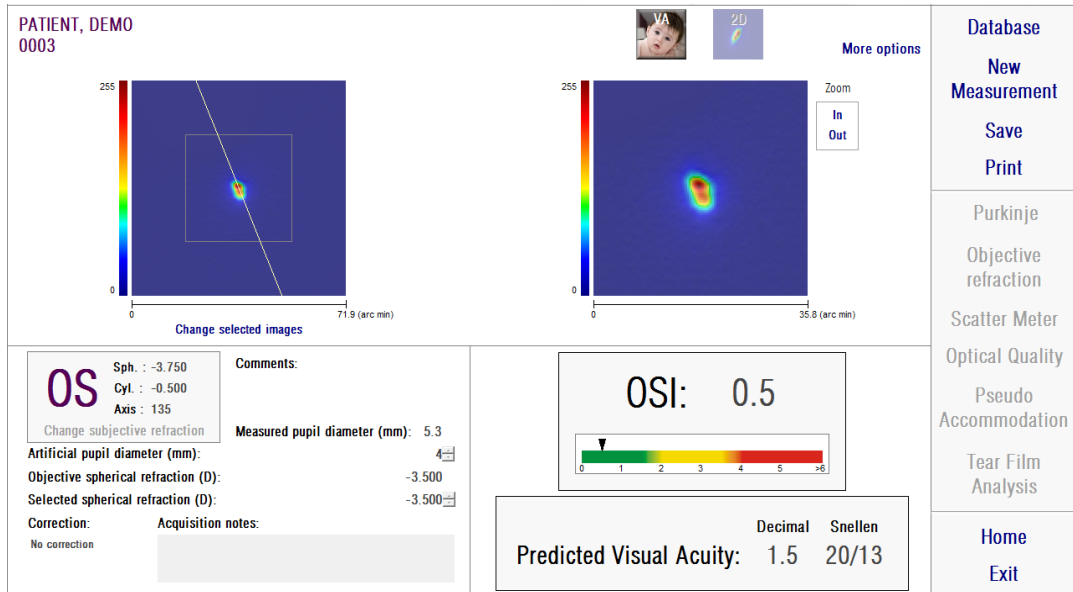 PATIENT, DEMO
0003
VA
2D
More options
255
0
0
71.9 (arc min)
Change selected images
255
0
0
35.8 (arc min)
Zoom
In
Out
OS
Sph. : -3.750
Cyl. : -0.500
Axis : 135
Change subjective refraction
Comments:
Measured pupil diameter (mm): 5.3
Artificial pupil diameter (mm): 4
Objective spherical refraction (D): -3.500
Selected spherical refraction (D): -3.500
Correction: Acquisition notes:
No correction
OSI: 0.5
0 1 2 3 4 5 >6
Decimal Snellen
Predicted Visual Acuity: 1.5 20/13
Database
New
Measurement
Save
Print
Purkinje
Objective
refraction
Scatter Meter
Optical Quality
Pseudo
Accommodation
Tear Film
Analysis
Home
Exit